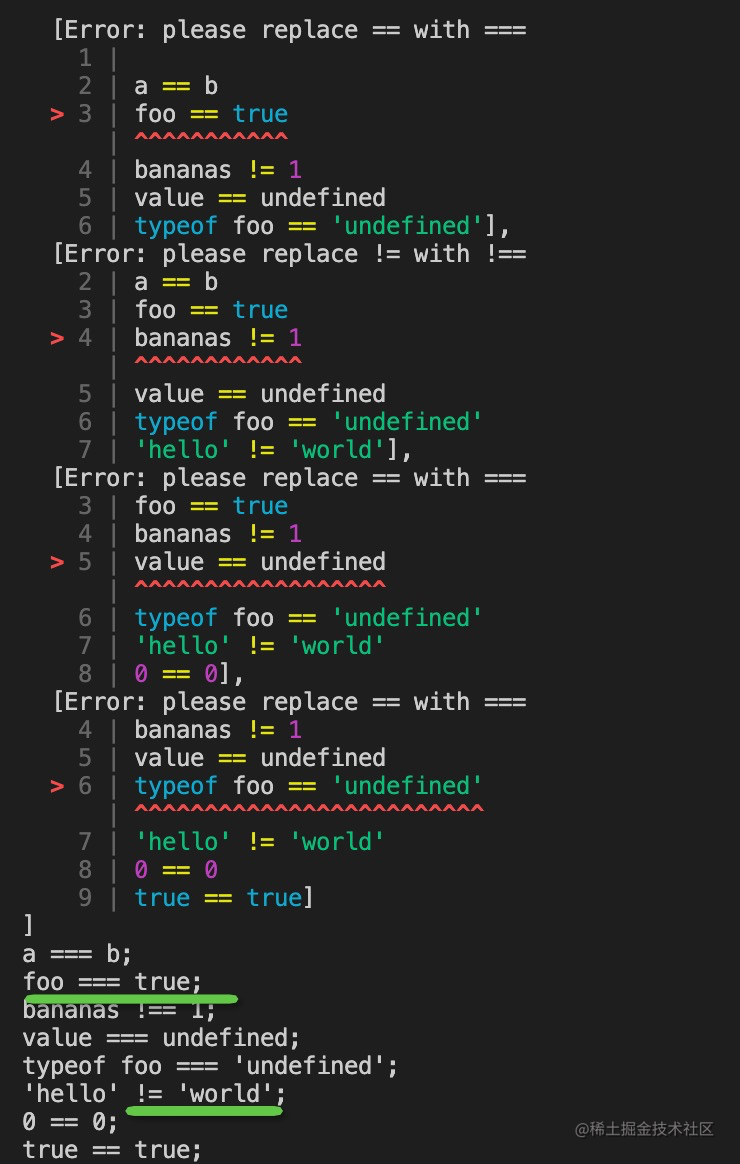 [Error: please replace == with ===
1 |
2 | a == b
> 3 | foo == true
| ^^^^^^^^^^^
4 | bananas != 1
5 | value == undefined
6 | typeof foo == 'undefined'],
[Error: please replace != with !==
2 | a == b
3 | foo == true
> 4 | bananas != 1
| ^^^^^^^^^^^^
5 | value == undefined
6 | typeof foo == 'undefined'
7 | 'hello' != 'world'],
[Error: please replace == with ===
3 | foo == true
4 | bananas != 1
> 5 | value == undefined
| ^^^^^^^^^^^^^^^^^^
6 | typeof foo == 'undefined'
7 | 'hello' != 'world'
8 | 0 == 0],
[Error: please replace == with ===
4 | bananas != 1
5 | value == undefined
> 6 | typeof foo == 'undefined'
| ^^^^^^^^^^^^^^^^^^^^^^^^^
7 | 'hello' != 'world'
8 | 0 == 0
9 | true == true]
]
a === b;
foo === true;
bananas !== 1;
value === undefined;
typeof foo === 'undefined';
'hello' != 'world';
0 == 0;
true == true;
@稀土掘金技术社区